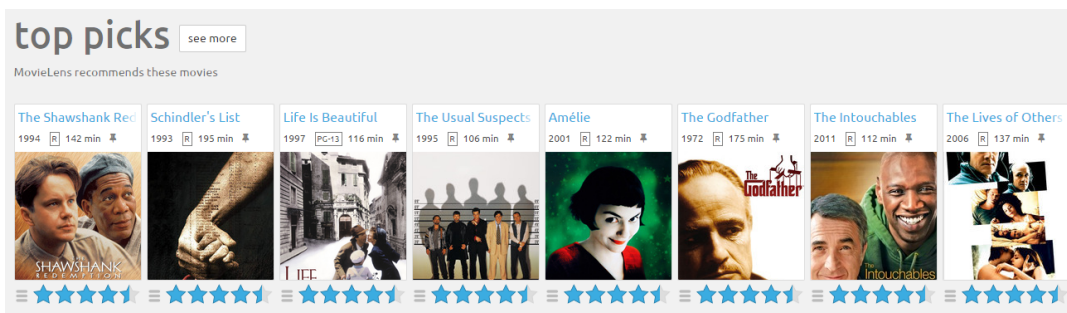 top picks see more
MovieLens recommends these movies
The Shawshank Red
1994 R 142 min
SHAWSHANK
REDEMPTION
Schindler's List
1993 R 195 min
Life Is Beautiful
1997 PG-13 116 min
LIFE
The Usual Suspects
1995 R 106 min
Amélie
2001 R 122 min
The Godfather
1972 R 175 min
The
Godfather
The Intouchables
2011 R 112 min
The
Intouchables
The Lives of Others
2006 R 137 min